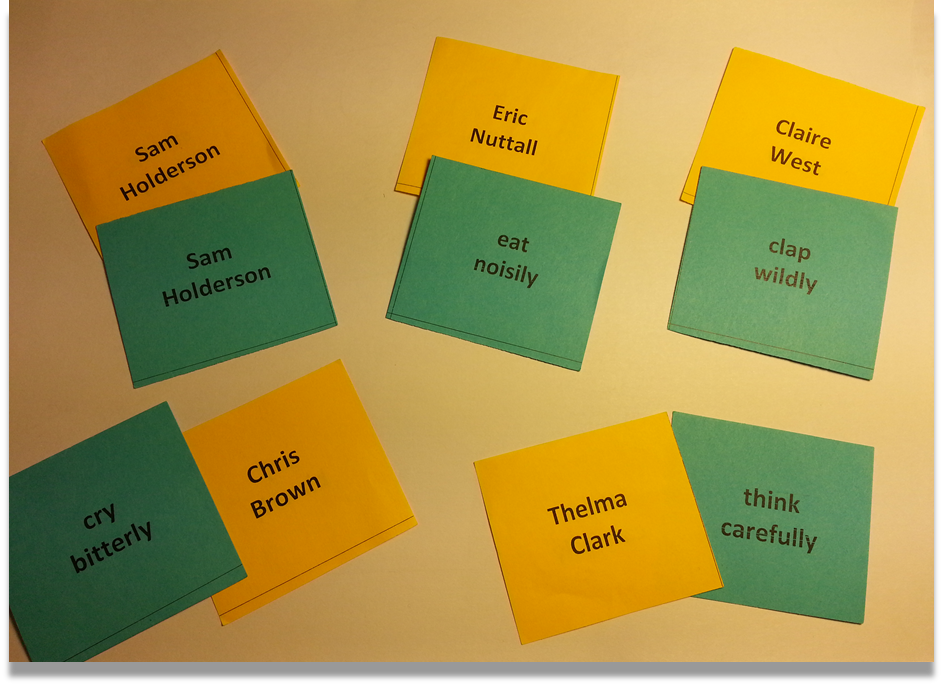 Sam
Holderson
Sam
Holderson
Eric
Nuttall
eat
noisily
Claire
West
clap
wildly
cry
bitterly
Chris
Brown
Thelma
Clark
think
carefully